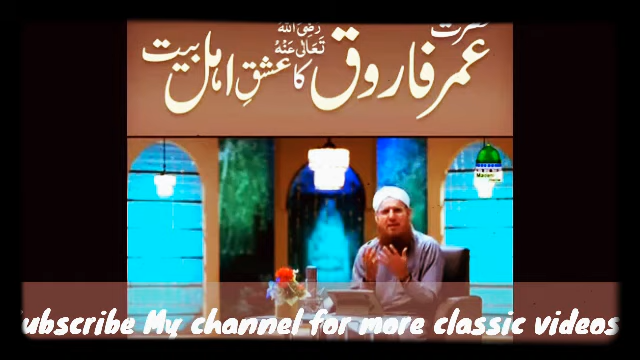 حضرت
عمر فاروق رضی اللہ تعالیٰ عنہ کا عشقِ اہل بیت
ubscribe My channel for more classic videos